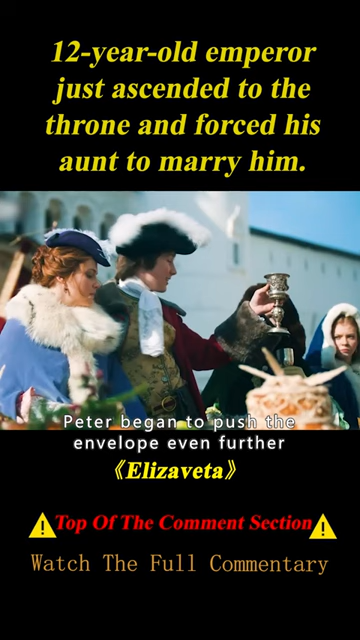 12-year-old emperor
just ascended to the
throne and forced his
aunt to marry him.
Peter began to push the
envelope even further
《Elizaveta》
Top Of The Comment Section
Watch The Full Commentary